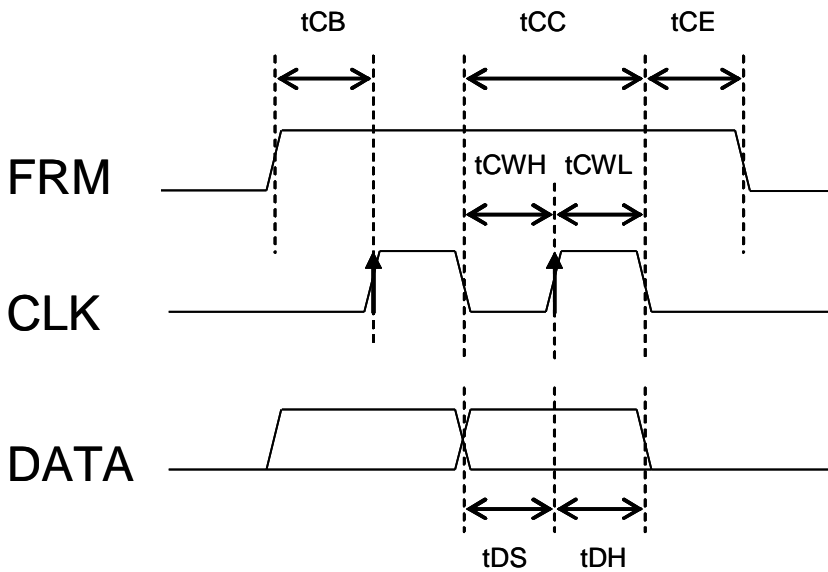 tCB tCC tCE
FRM
tCWH tCWL
CLK
DATA
tDS tDH